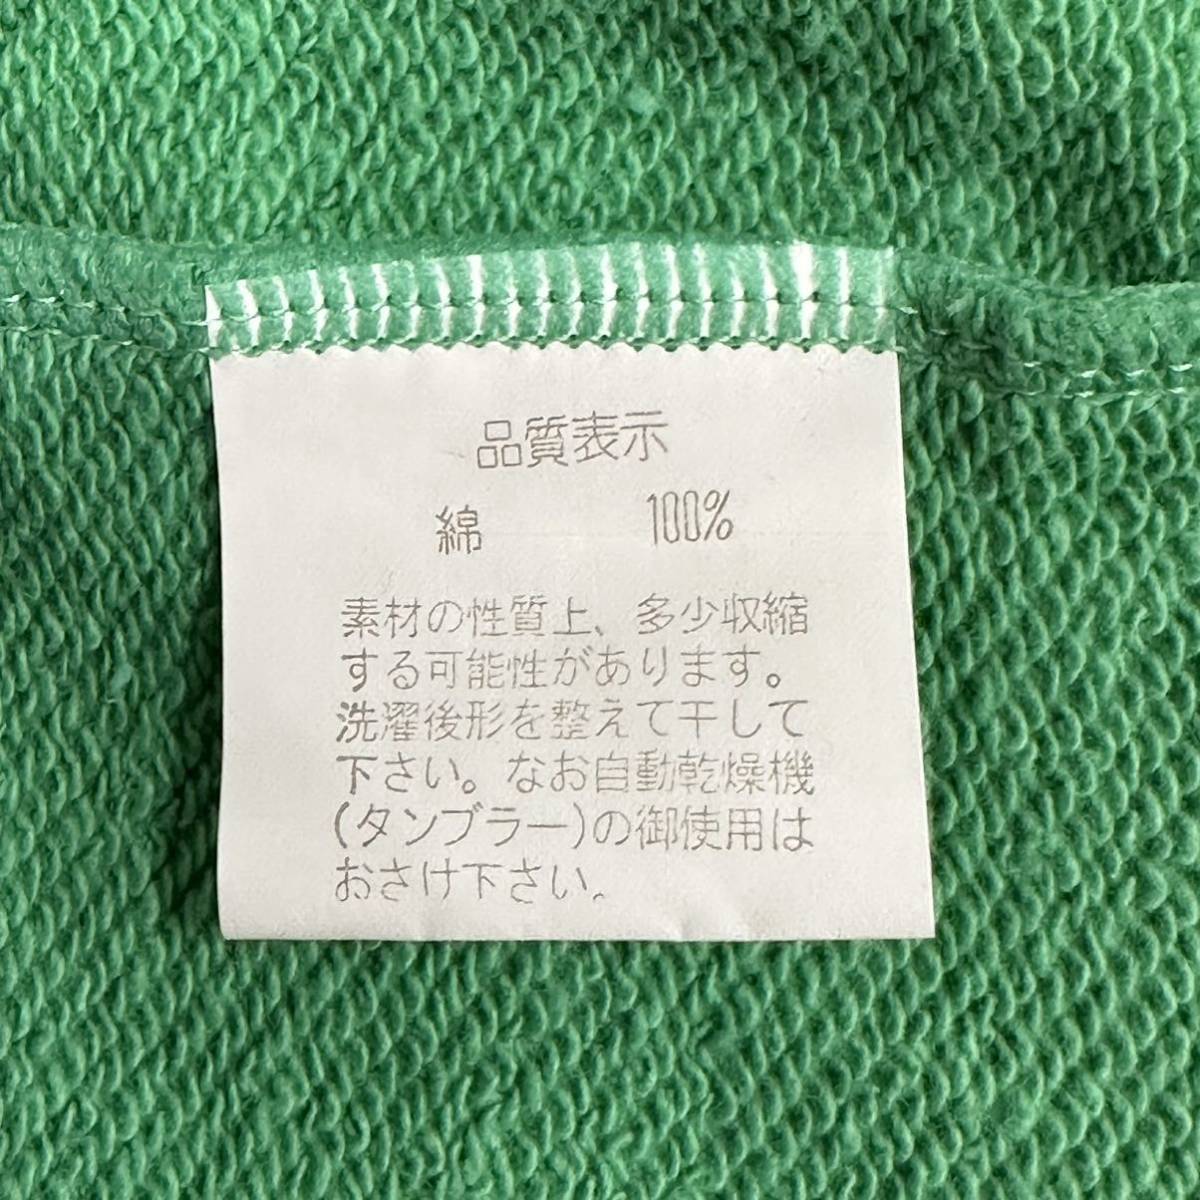 品質表示
綿 100%
素材の性質上、多少収縮
する可能性があります。
洗濯後形を整えて干して
下さい。なお自動乾燥機
(タンブラー)の御使用は
おさけ下さい。